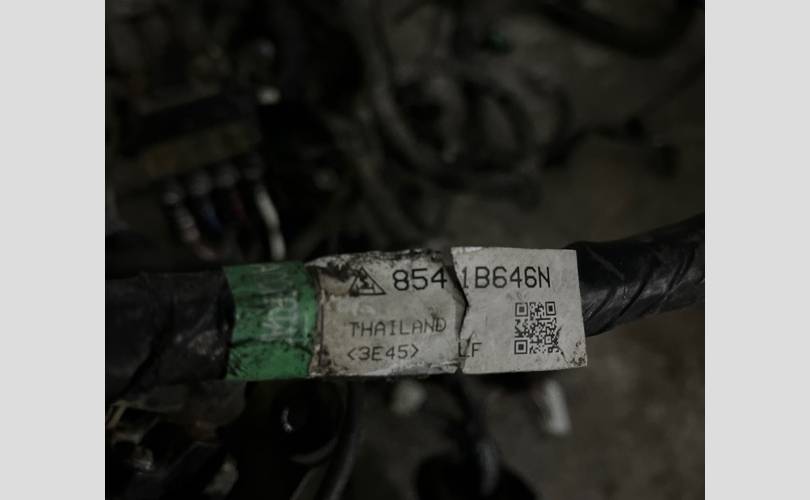 8541B646N
THAILAND
<3E45> LF